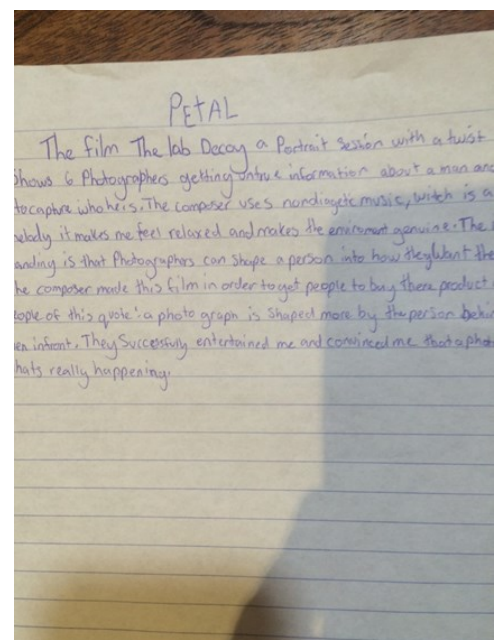 PETAL
The film The lab Decoy a Portrait Session with a twist
Shows 6 Photographers getting untrue information about a man and
to caphre who he is. The composer uses nondiagetic music, witch is a
melody it makes me feel relaxed and makes the enviroment genuine. The
anding is that Photographers can shape a person into how they want the
he composer made this film in order to get people to buy there product
eople of this quote: a photo graph is shaped more by the person behi
en infront. They Successfully entertained me and convinced me that a pho
hats really happening.